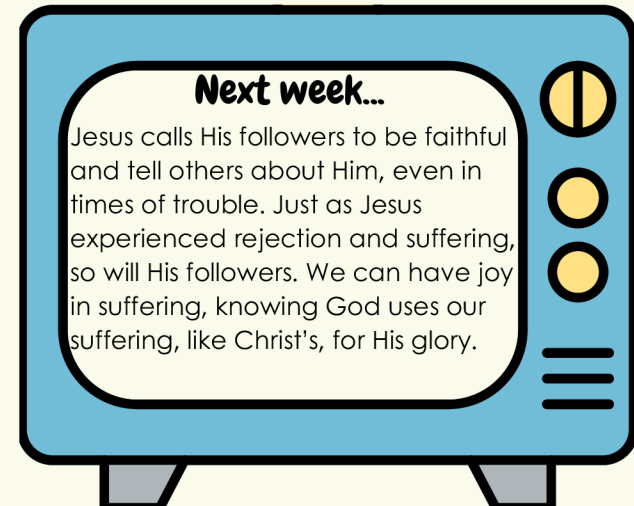 Next week...
Jesus calls His followers to be faithful
and tell others about Him, even in
times of trouble. Just as Jesus
experienced rejection and suffering,
so will His followers. We can have joy
in suffering, knowing God uses our
suffering, like Christ's, for His glory.